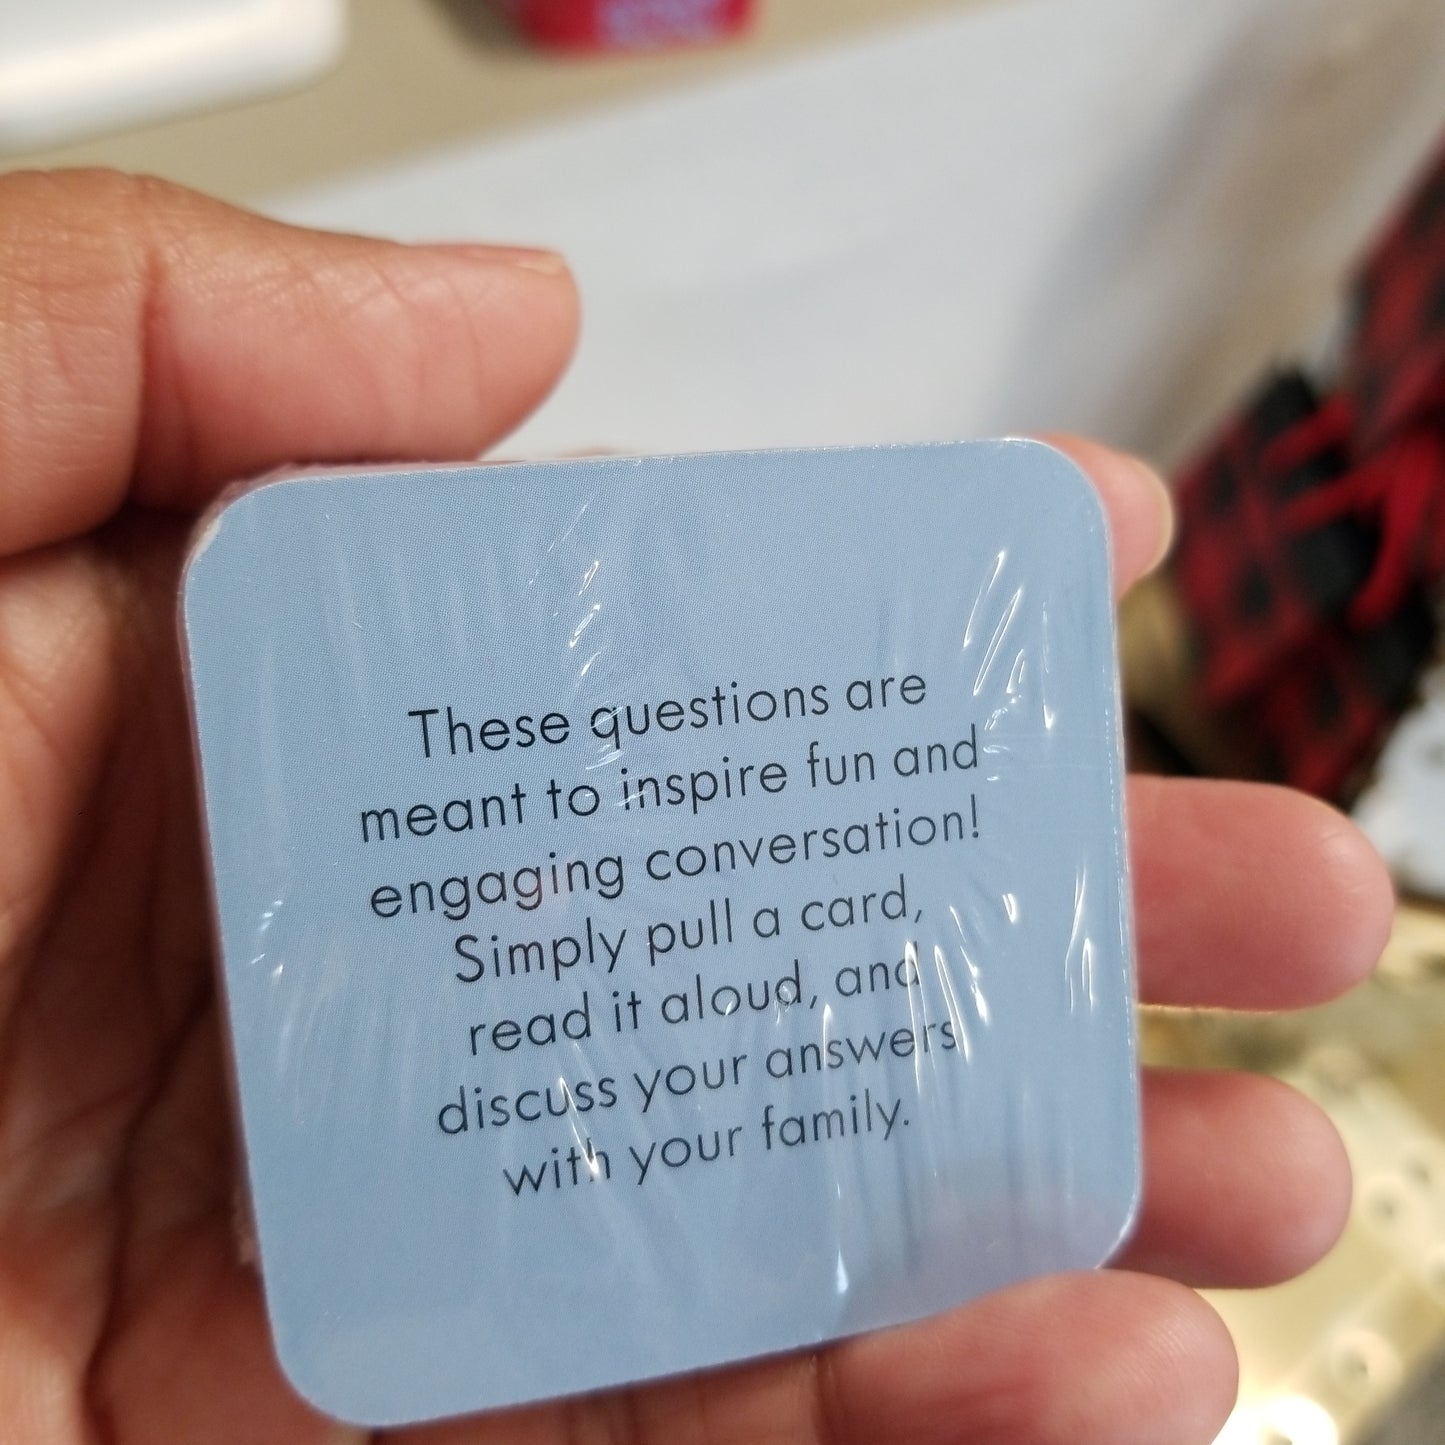 These questions are
meant to inspire fun and
engaging conversation!
Simply pull a card,
read it aloud, and
discuss your answers
with your family.